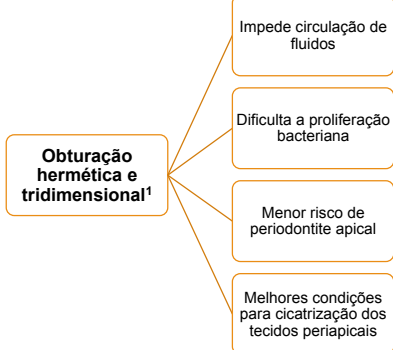 Impede circulação de
fluidos
Dificulta a proliferação
bacteriana
Obturação
hermética e
tridimensional¹
Menor risco de
periodontite apical
Melhores condições
para cicatrização dos
tecidos periapicais